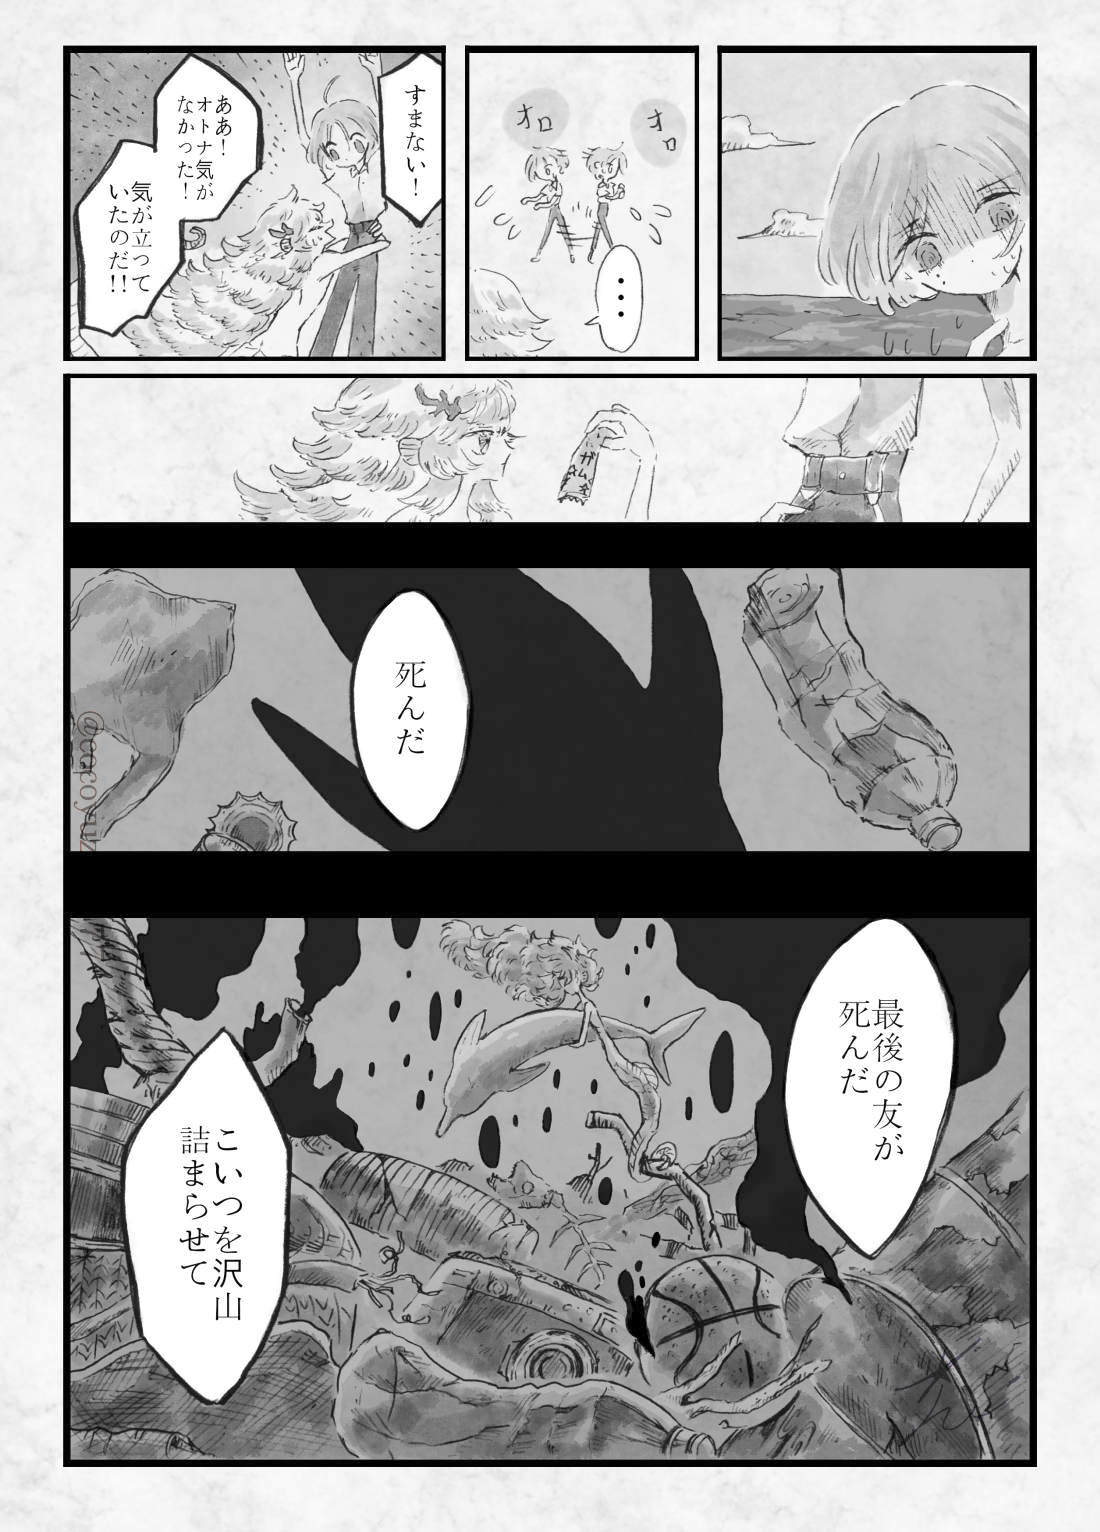 オロ
オロ
・・・
すまない！
ああ！
オトナ気が
なかった！
気が立って
いたのだ!!
ガム
死んだ
最後の友が
死んだ
こいつを沢山
詰まらせて